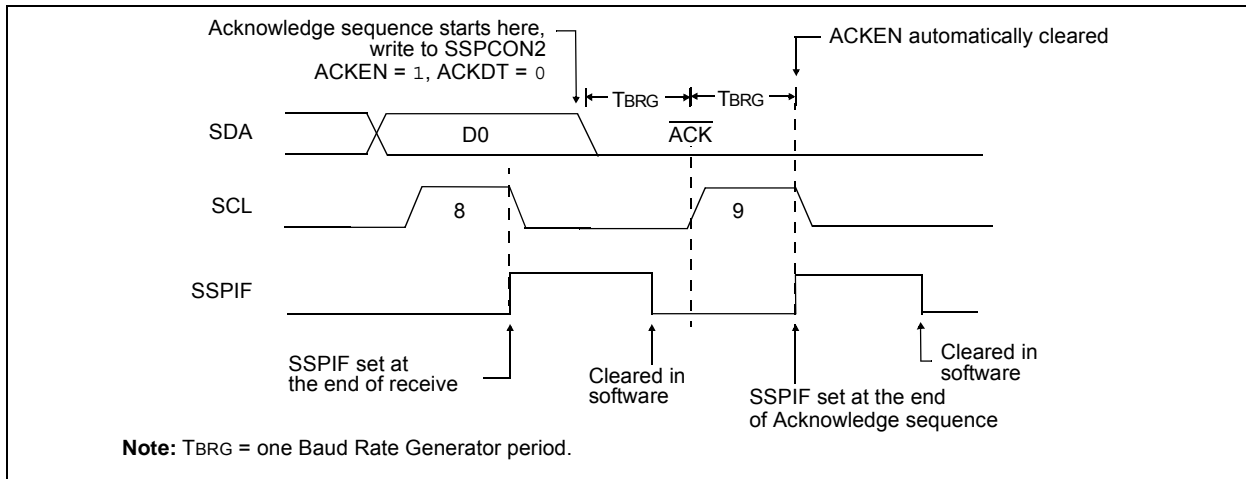 Acknowledge sequence starts here,
write to SSPCON2
ACKEN = 1, ACKDT = 0
ACKEN automatically cleared
TBRG
TBRG
SDA
D0
ACK
SCL
8
9
SSPIF
SSPIF set at
the end of receive
Cleared in
software
SSPIF set at the end
of Acknowledge sequence
Cleared in
software
Note: TBRG = one Baud Rate Generator period.